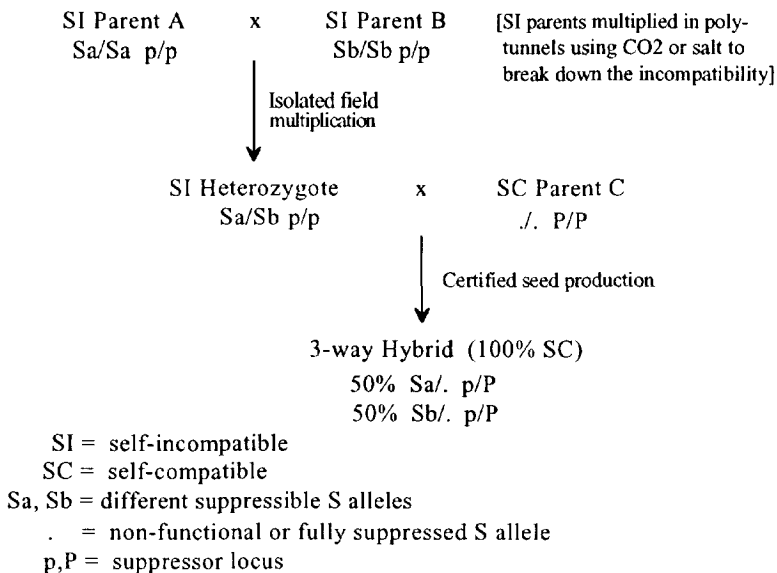 SI Parent A x SI Parent B [SI parents multiplied in poly-
Sa/Sa p/p Sb/Sb p/p tunnels using CO2 or salt to
break down the incompatibility]
Isolated field
multiplication
SI Heterozygote x SC Parent C
Sa/Sb p/p ./. P/P
Certified seed production
3-way Hybrid (100% SC)
50% Sa/. p/P
50% Sb/. p/P
SI = self-incompatible
SC = self-compatible
Sa, Sb = different suppressible S alleles
. = non-functional or fully suppressed S allele
p,P = suppressor locus